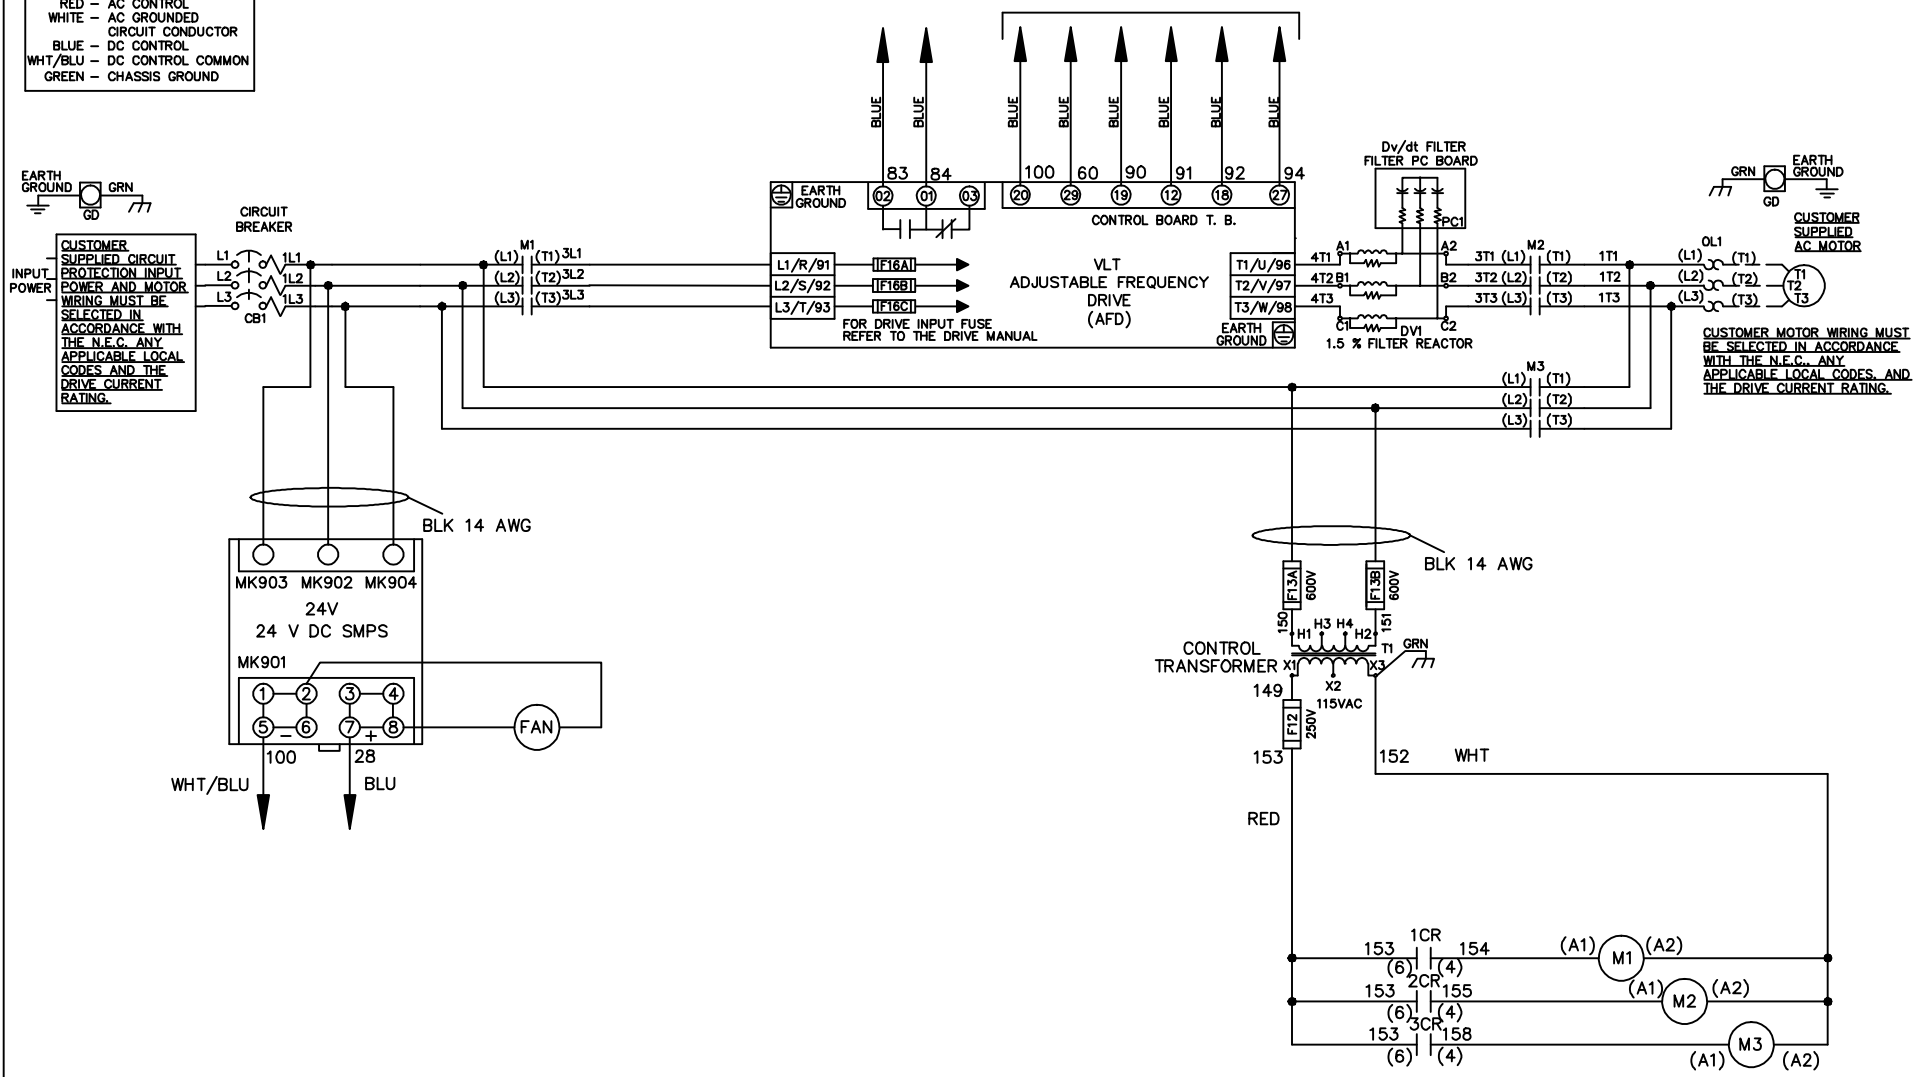 RED – AC CONTROL
WHITE – AC GROUNDED
CIRCUIT CONDUCTOR
BLUE – DC CONTROL
WHT/BLU – DC CONTROL COMMON
GREEN – CHASSIS GROUND
BLUE
BLUE
BLUE
BLUE
BLUE
BLUE
BLUE
BLUE
83
84
100
60
90
91
92
94
EARTH
GROUND
02
01
03
20
29
19
12
18
27
CONTROL BOARD T. B.
EARTH
GROUND
GRN
GD
CIRCUIT
BREAKER
CUSTOMER
SUPPLIED CIRCUIT
PROTECTION INPUT
POWER AND MOTOR
WIRING MUST BE
SELECTED IN
ACCORDANCE WITH
THE N.E.C. ANY
APPLICABLE LOCAL
CODES AND THE
DRIVE CURRENT
RATING.
INPUT
POWER
L1
L2
L3
CB1
1L1
1L2
1L3
M1
(L1) (T1) 3L1
(L2) (T2) 3L2
(L3) (T3) 3L3
L1/R/91
L2/S/92
L3/T/93
F16A
F16B
F16C
FOR DRIVE INPUT FUSE
REFER TO THE DRIVE MANUAL
VLT
ADJUSTABLE FREQUENCY
DRIVE
(AFD)
T1/U/96
T2/V/97
T3/W/98
EARTH
GROUND
Dv/dt FILTER
FILTER PC BOARD
PC1
4T1
4T2
4T3
A1
A2
B1
B2
C1
C2
DV1
1.5 % FILTER REACTOR
M2
3T1 (L1) (T1) 1T1
3T2 (L2) (T2) 1T2
3T3 (L3) (T3) 1T3
OL1
(L1) (T1)
(L2) (T2)
(L3) (T3)
T1
T2
T3
GRN
EARTH
GROUND
GD
CUSTOMER
SUPPLIED
AC MOTOR
CUSTOMER MOTOR WIRING MUST
BE SELECTED IN ACCORDANCE
WITH THE N.E.C., ANY
APPLICABLE LOCAL CODES, AND
THE DRIVE CURRENT RATING.
M3
(L1) (T1)
(L2) (T2)
(L3) (T3)
BLK 14 AWG
MK903 MK902 MK904
24V
24 V DC SMPS
MK901
1 2 3 4
5 – 6 7 + 8
FAN
100
28
WHT/BLU
BLU
BLK 14 AWG
F13A
600V
F13B
600V
150
151
H1 H3 H4 H2
T1
GRN
CONTROL
TRANSFORMER
X1
X2
X3
115VAC
149
F12
250V
153
152
WHT
RED
1CR
153 154
(6) (4)
(A1) M1 (A2)
2CR
153 155
(6) (4)
(A1) M2 (A2)
3CR
153 158
(6) (4)
(A1) M3 (A2)